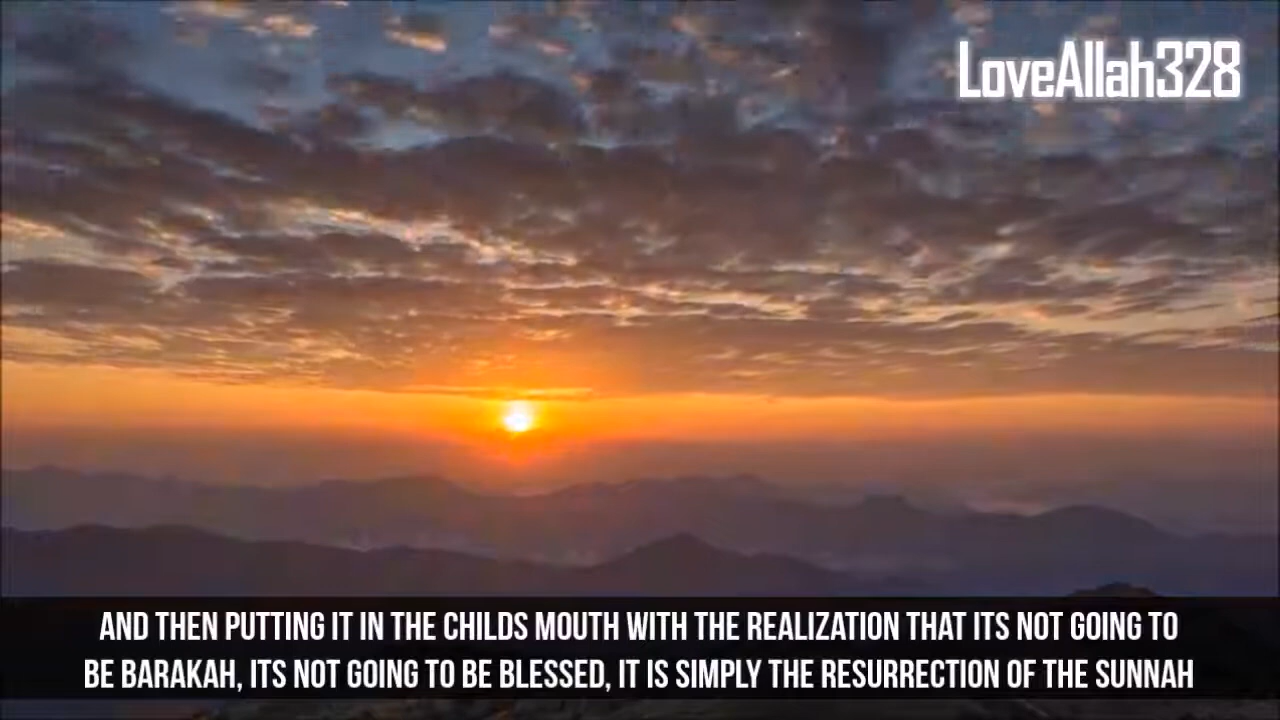 LoveAllah328
AND THEN PUTTING IT IN THE CHILDS MOUTH WITH THE REALIZATION THAT ITS NOT GOING TO
BE BARAKAH, ITS NOT GOING TO BE BLESSED, IT IS SIMPLY THE RESURRECTION OF THE SUNNAH